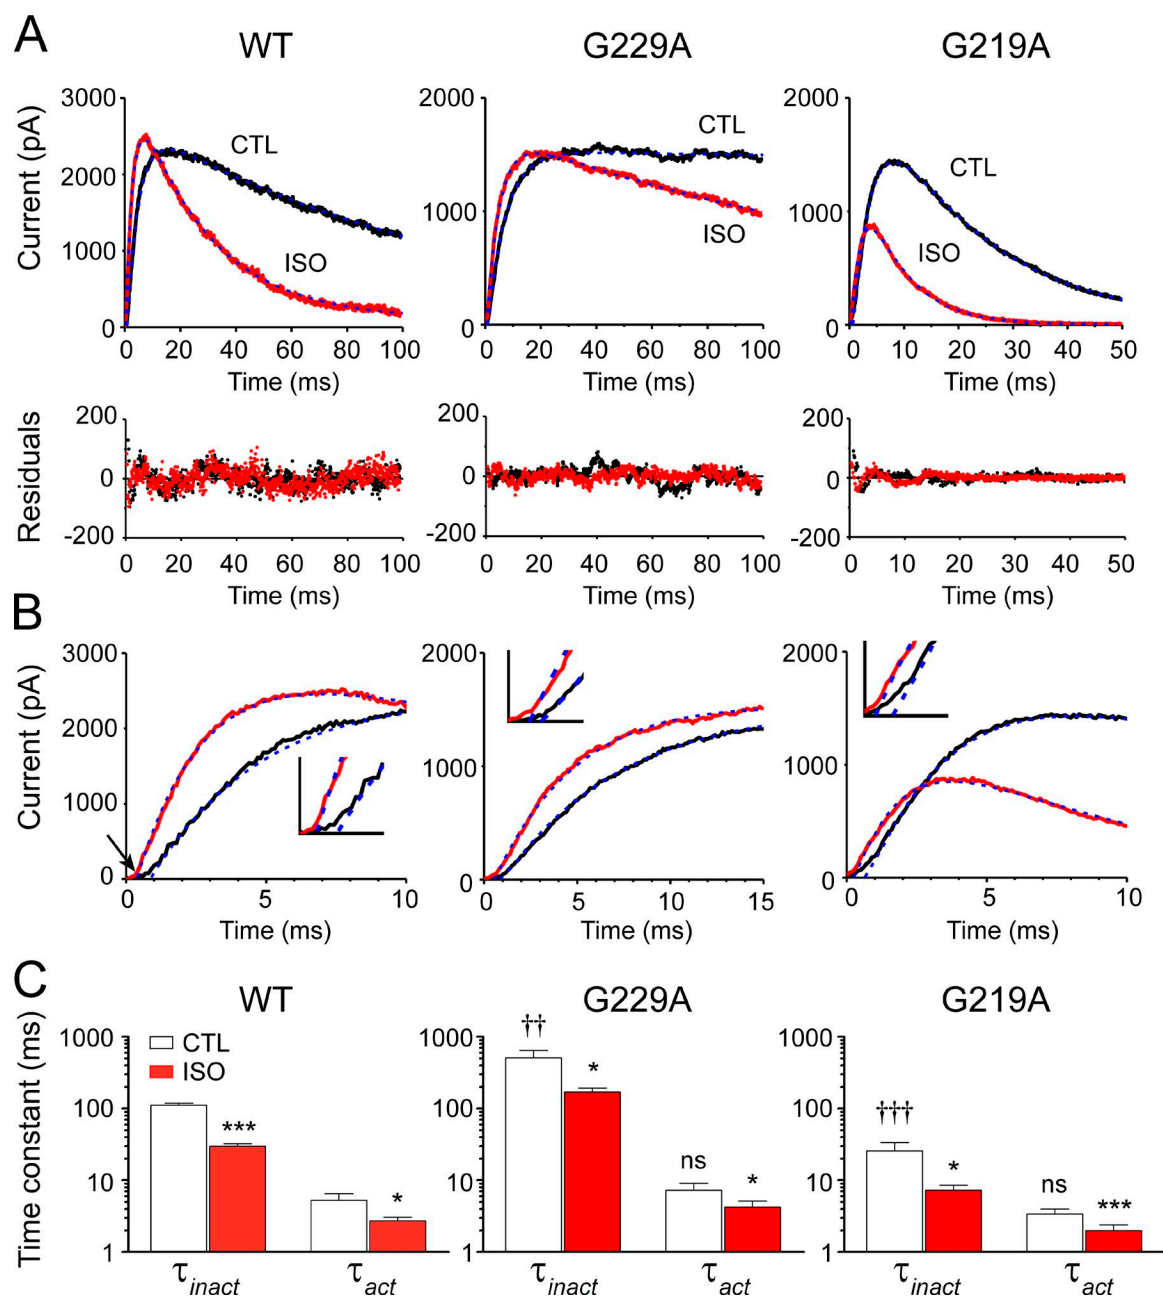 A
WT G229A G219A
Current (pA)
3000 2000 1000 0
CTL
ISO
0 20 40 60 80 100
Time (ms)
2000 1000 0
CTL
ISO
0 20 40 60 80 100
Time (ms)
2000 1000 0
CTL
ISO
0 10 20 30 40 50
Time (ms)
Residuals
200 0 -200
0 20 40 60 80 100
Time (ms)
200 0 -200
0 20 40 60 80 100
Time (ms)
200 0 -200
0 10 20 30 40 50
Time (ms)
B
Current (pA)
3000 2000 1000 0
0 5 10
Time (ms)
2000 1000 0
0 5 10 15
Time (ms)
2000 1000 0
0 5 10
Time (ms)
C
WT G229A G219A
Time constant (ms)
1000 100 10 1
CTL
ISO
*** *
τinact τact
1000 100 10 1
†† * ns *
τinact τact
1000 100 10 1
††† * ns ***
τinact τact